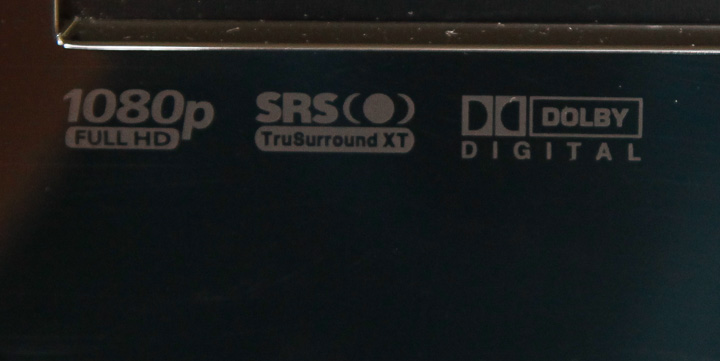 1080p
FULL HD
SRS
TruSurround XT
DOLBY
DIGITAL